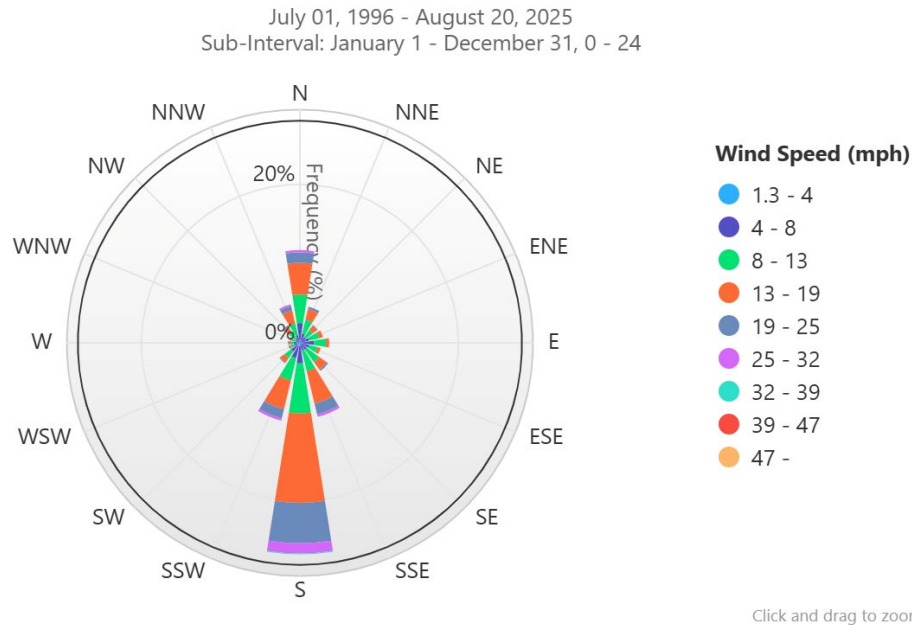 July 01, 1996 - August 20, 2025
Sub-Interval: January 1 - December 31, 0 - 24
N
NNW
NNE
NW
NE
WNW
ENE
W
E
WSW
ESE
SW
SE
SSW
SSE
S
20%
0%
Frequency (%)
Wind Speed (mph)
1.3 - 4
4 - 8
8 - 13
13 - 19
19 - 25
25 - 32
32 - 39
39 - 47
47 -
Click and drag to zoor